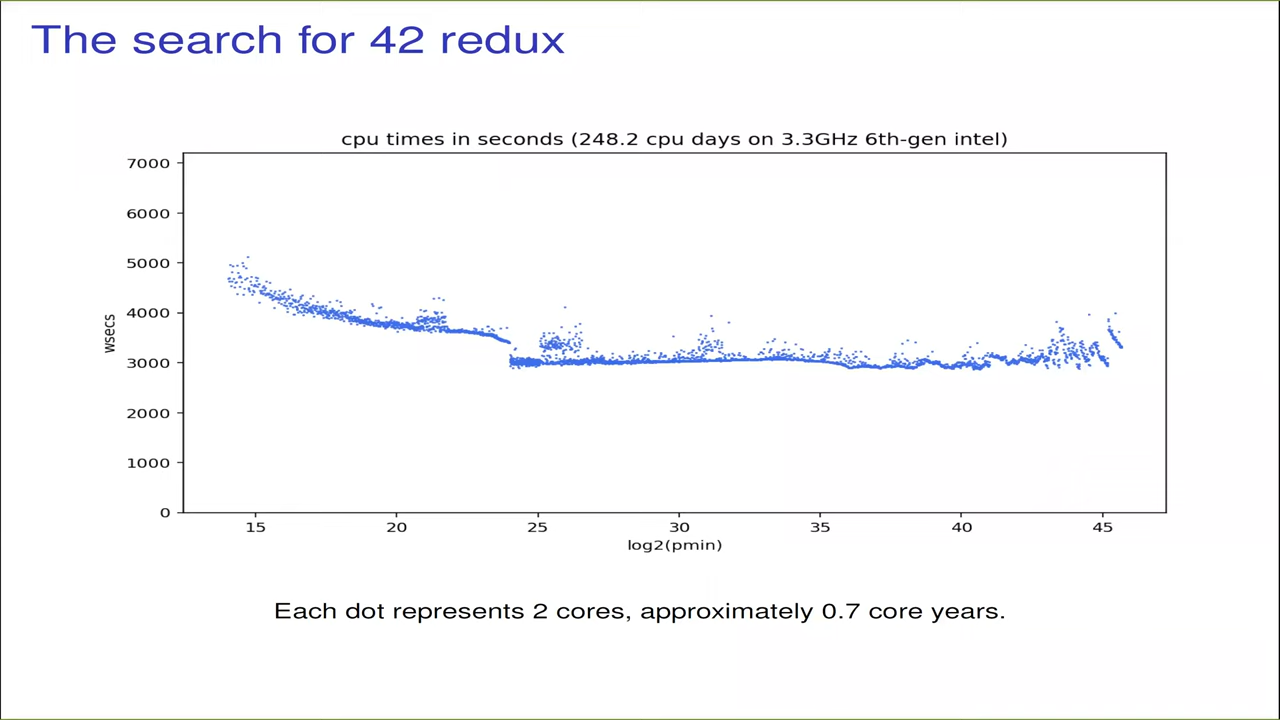 The search for 42 redux
cpu times in seconds (248.2 cpu days on 3.3GHz 6th-gen intel)
7000
6000
5000
4000
3000
2000
1000
0
wsecs
15 20 25 30 35 40 45
log2(pmin)
Each dot represents 2 cores, approximately 0.7 core years.